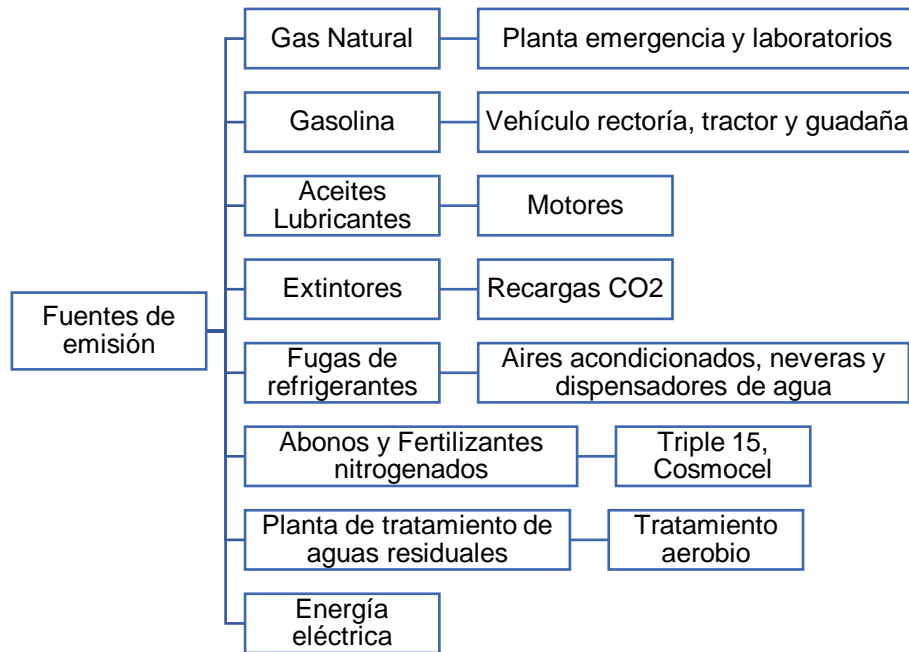 Fuentes de
emisión
Gas Natural
Planta emergencia y laboratorios
Gasolina
Vehículo rectoría, tractor y guadaña
Aceites
Lubricantes
Motores
Extintores
Recargas CO2
Fugas de
refrigerantes
Aires acondicionados, neveras y
dispensadores de agua
Abonos y Fertilizantes
nitrogenados
Triple 15,
Cosmocel
Planta de tratamiento de
aguas residuales
Tratamiento
aerobio
Energía
eléctrica